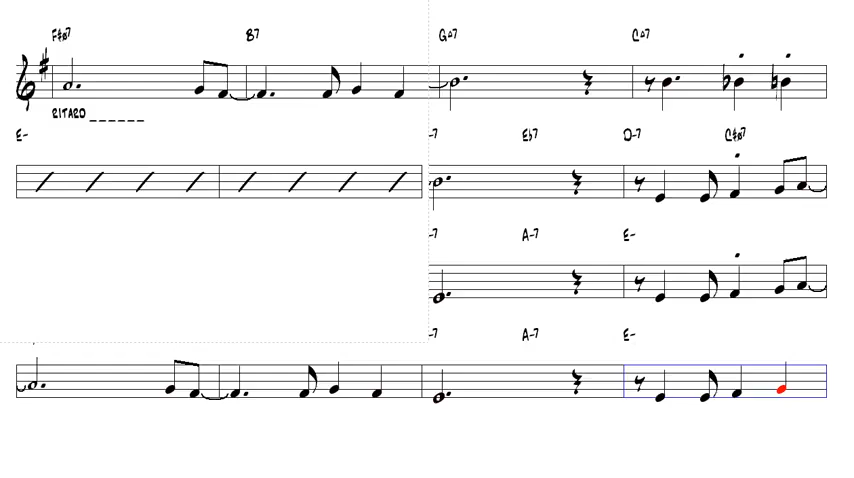 F#ø7 B7 G△7 C△7
RITARD ______
E- -7 Eb7 D-7 C#ø7
-7 A-7 E-
-7 A-7 E-